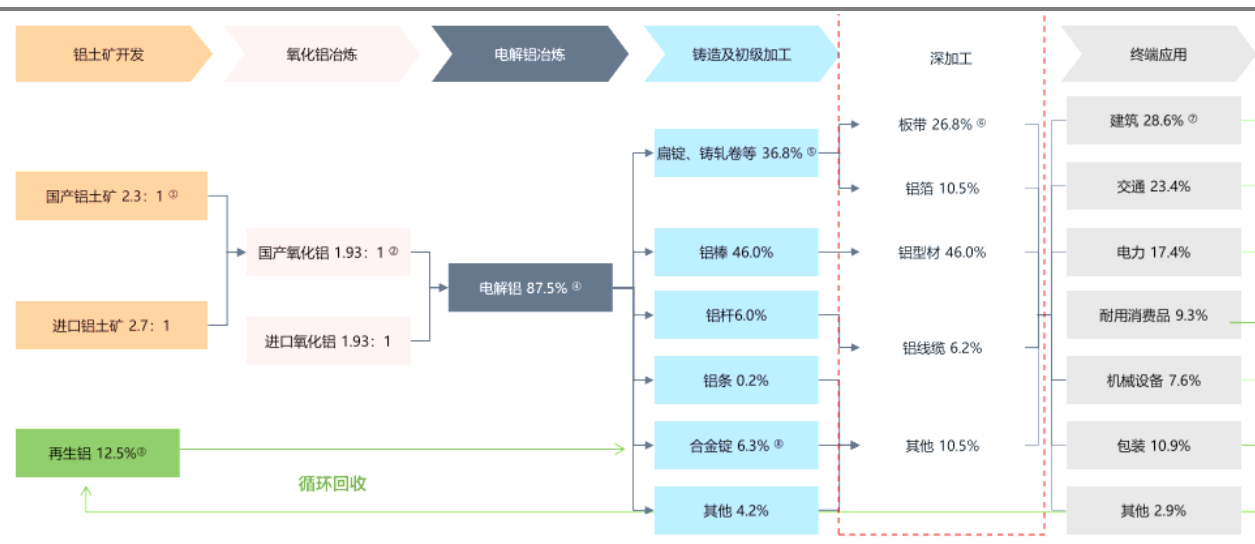 铝土矿开发
氧化铝冶炼
电解铝冶炼
铸造及初级加工
深加工
终端应用
国产铝土矿 2.3：1 ①
进口铝土矿 2.7：1
再生铝 12.5%③
循环回收
国产氧化铝 1.93：1 ②
进口氧化铝 1.93：1
电解铝 87.5% ④
扁锭、铸轧卷等 36.8% ⑤
铝棒 46.0%
铝杆6.0%
铝条 0.2%
合金锭 6.3% ⑧
其他 4.2%
板带 26.8% ⑥
铝箔 10.5%
铝型材 46.0%
铝线缆 6.2%
其他 10.5%
建筑 28.6% ⑦
交通 23.4%
电力 17.4%
耐用消费品 9.3%
机械设备 7.6%
包装 10.9%
其他 2.9%